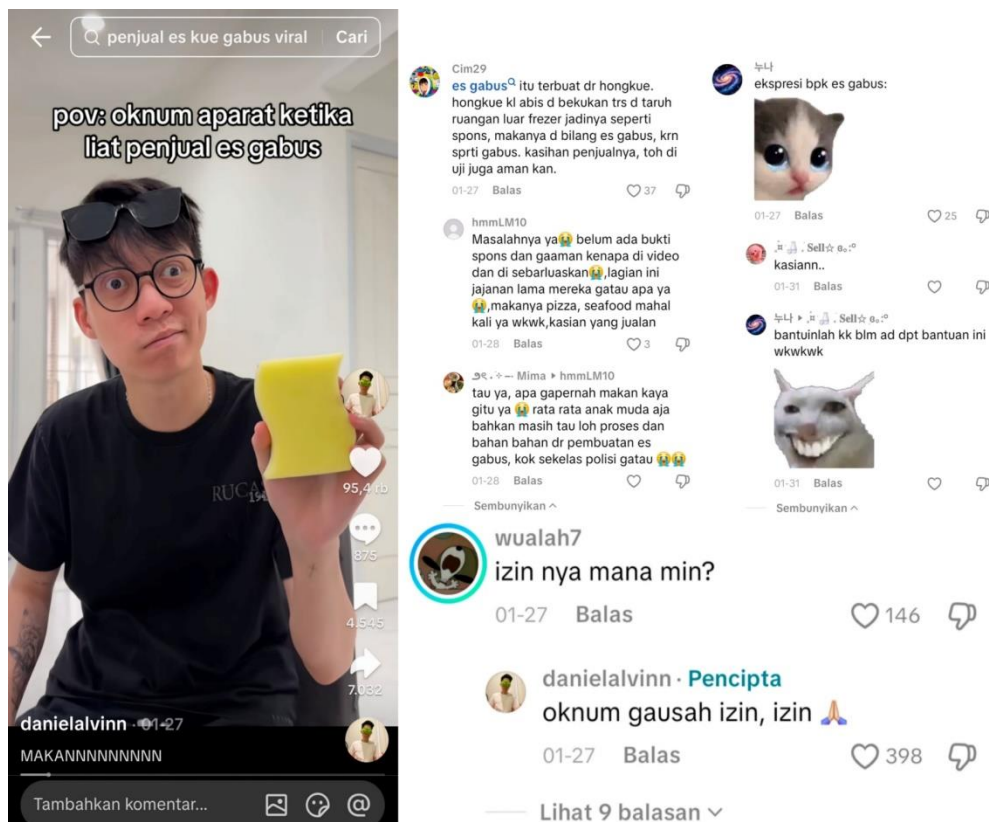 penjual es kue gabus viral
Cari
pov: oknum aparat ketika
liat penjual es gabus
RUCA
194
95,4 rb
875
4.545
7.032
danielalvinn · 01-27
MAKANNNNNNNNN
Tambahkan komentar...
Cim29
es gabus itu terbuat dr hongkue.
hongkue kl abis d bekukan trs d taruh
ruangan luar frezer jadinya seperti
spons, makanya d bilang es gabus, krn
sprti gabus. kasihan penjualnya, toh di
uji juga aman kan.
01-27 Balas 37
hmmLM10
Masalahnya ya😭 belum ada bukti
spons dan gaaman kenapa di video
dan di sebarluaskan😭,lagian ini
jajanan lama mereka gatau apa ya
😭,makanya pizza, seafood mahal
kali ya wkwk,kasian yang jualan
01-28 Balas 3
Mima ▸ hmmLM10
tau ya, apa gapernah makan kaya
gitu ya 😭 rata rata anak muda aja
bahkan masih tau loh proses dan
bahan bahan dr pembuatan es
gabus, kok sekelas polisi gatau 😭😭
01-28 Balas
Sembunyikan
누나
ekspresi bpk es gabus:
01-27 Balas 25
Sell☆
kasiann..
01-31 Balas
누나 ▸ Sell☆
bantuinlah kk blm ad dpt bantuan ini
wkwkwk
01-31 Balas
Sembunyikan
wualah7
izin nya mana min?
01-27 Balas 146
danielalvinn · Pencipta
oknum gausah izin, izin 🙏🏻
01-27 Balas 398
Lihat 9 balasan